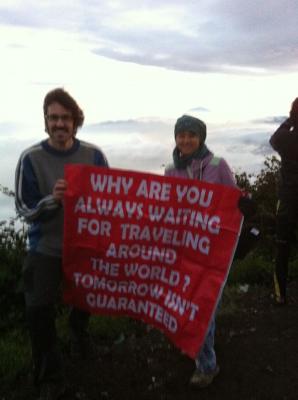 WHY ARE YOU
ALWAYS WAITING
FOR TRAVELING
AROUND
THE WORLD?
TOMORROW ISN'T
GUARANTEED